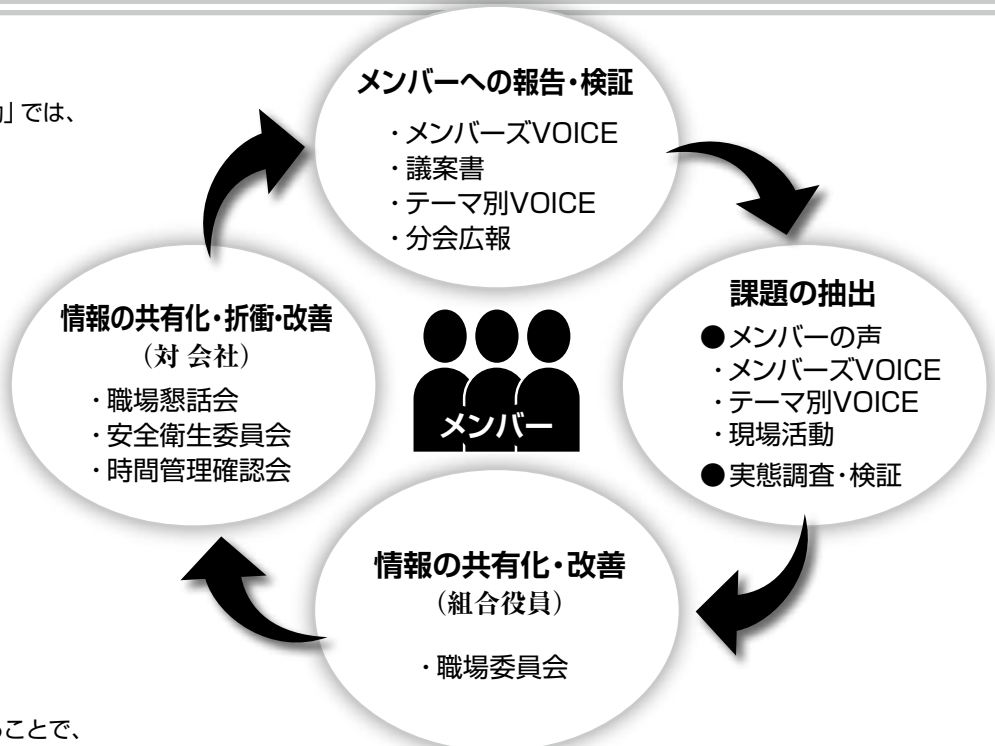 」では、
メンバーへの報告・検証
・メンバーズVOICE
・議案書
・テーマ別VOICE
・分会広報
課題の抽出
●メンバーの声
・メンバーズVOICE
・テーマ別VOICE
・現場活動
●実態調査・検証
情報の共有化・改善
（組合役員）
・職場委員会
情報の共有化・折衝・改善
（対 会社）
・職場懇話会
・安全衛生委員会
・時間管理確認会
メンバー
ことで、